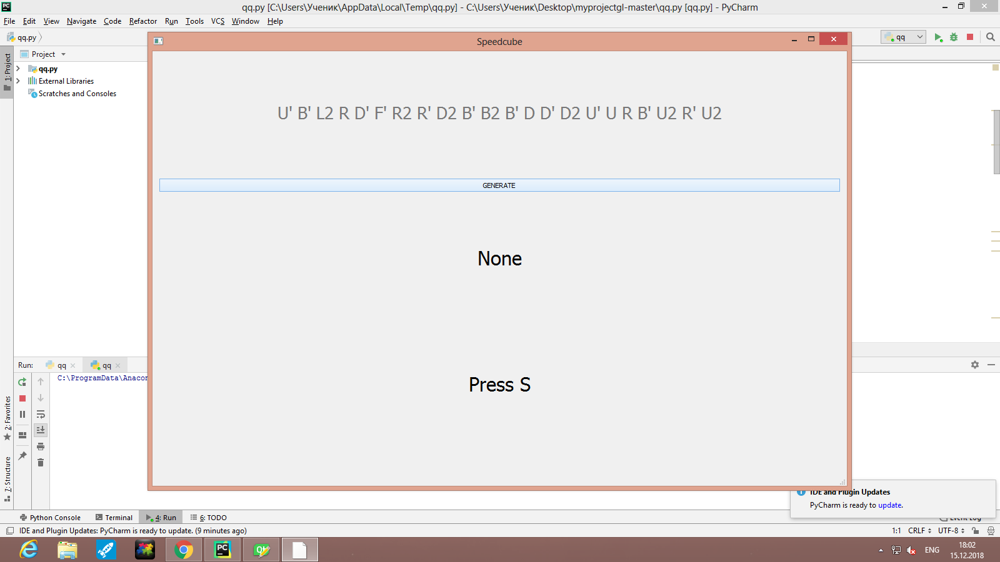 qq.py [C:\Users\Ученик\AppData\Local\Temp\qq.py] - C:\Users\Ученик\Desktop\myprojectgl-master\qq.py [qq.py] - PyCharm
File Edit View Navigate Code Refactor Run Tools VCS Window Help
qq.py
qq
Speedcube
1: Project
Project
qq.py
External Libraries
Scratches and Consoles
U' B' L2 R D' F' R2 R' D2 B' B2 B' D D' D2 U' U R B' U2 R' U2
GENERATE
None
Press S
Run: qq qq
C:\ProgramData\Anacon
2: Favorites
7: Structure
IDE and Plugin Updates
PyCharm is ready to update.
Python Console Terminal 4: Run 6: TODO Event Log
IDE and Plugin Updates: PyCharm is ready to update. (9 minutes ago) 1:1 CRLF UTF-8
ENG
18:02
15.12.2018